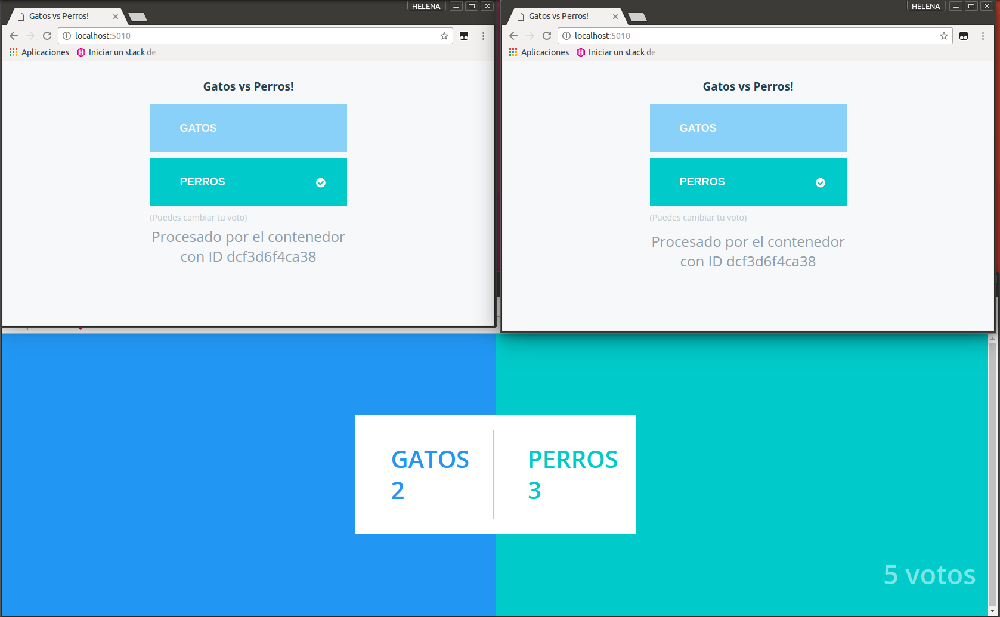 HELENA
Gatos vs Perros!
localhost:5010
Aplicaciones
Iniciar un stack de
Gatos vs Perros!
GATOS
PERROS
(Puedes cambiar tu voto)
Procesado por el contenedor
con ID dcf3d6f4ca38
HELENA
Gatos vs Perros!
localhost:5010
Aplicaciones
Iniciar un stack de
Gatos vs Perros!
GATOS
PERROS
(Puedes cambiar tu voto)
Procesado por el contenedor
con ID dcf3d6f4ca38
GATOS
2
PERROS
3
5 votos